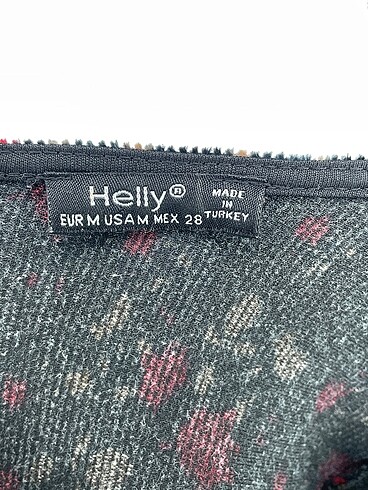 Helly®
MADE
IN
TURKEY
EUR M USA M MEX 28